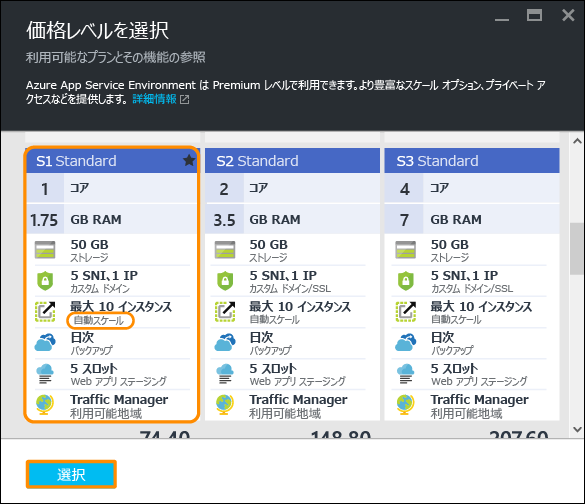 価格レベルを選択
利用可能なプランとその機能の参照
Azure App Service Environment は Premium レベルで利用できます。より豊富なスケール オプション、プライベート ア
クセスなどを提供します。 詳細情報
S1 Standard
1 コア
1.75 GB RAM
50 GB
ストレージ
5 SNI、1 IP
カスタム ドメイン
最大 10 インスタンス
自動スケール
日次
バックアップ
5 スロット
Web アプリ ステージング
Traffic Manager
利用可能地域
74.40
S2 Standard
2 コア
3.5 GB RAM
50 GB
ストレージ
5 SNI、1 IP
カスタム ドメイン/SSL
最大 10 インスタンス
自動スケール
日次
バックアップ
5 スロット
Web アプリ ステージング
Traffic Manager
利用可能地域
148.80
S3 Standard
4 コア
7 GB RAM
50 GB
ストレージ
5 SNI、1 IP
カスタム ドメイン/SSL
最大 10 インスタンス
自動スケール
日次
バックアップ
5 スロット
Web アプリ ステージング
Traffic Manager
利用可能地域
297.60
選択